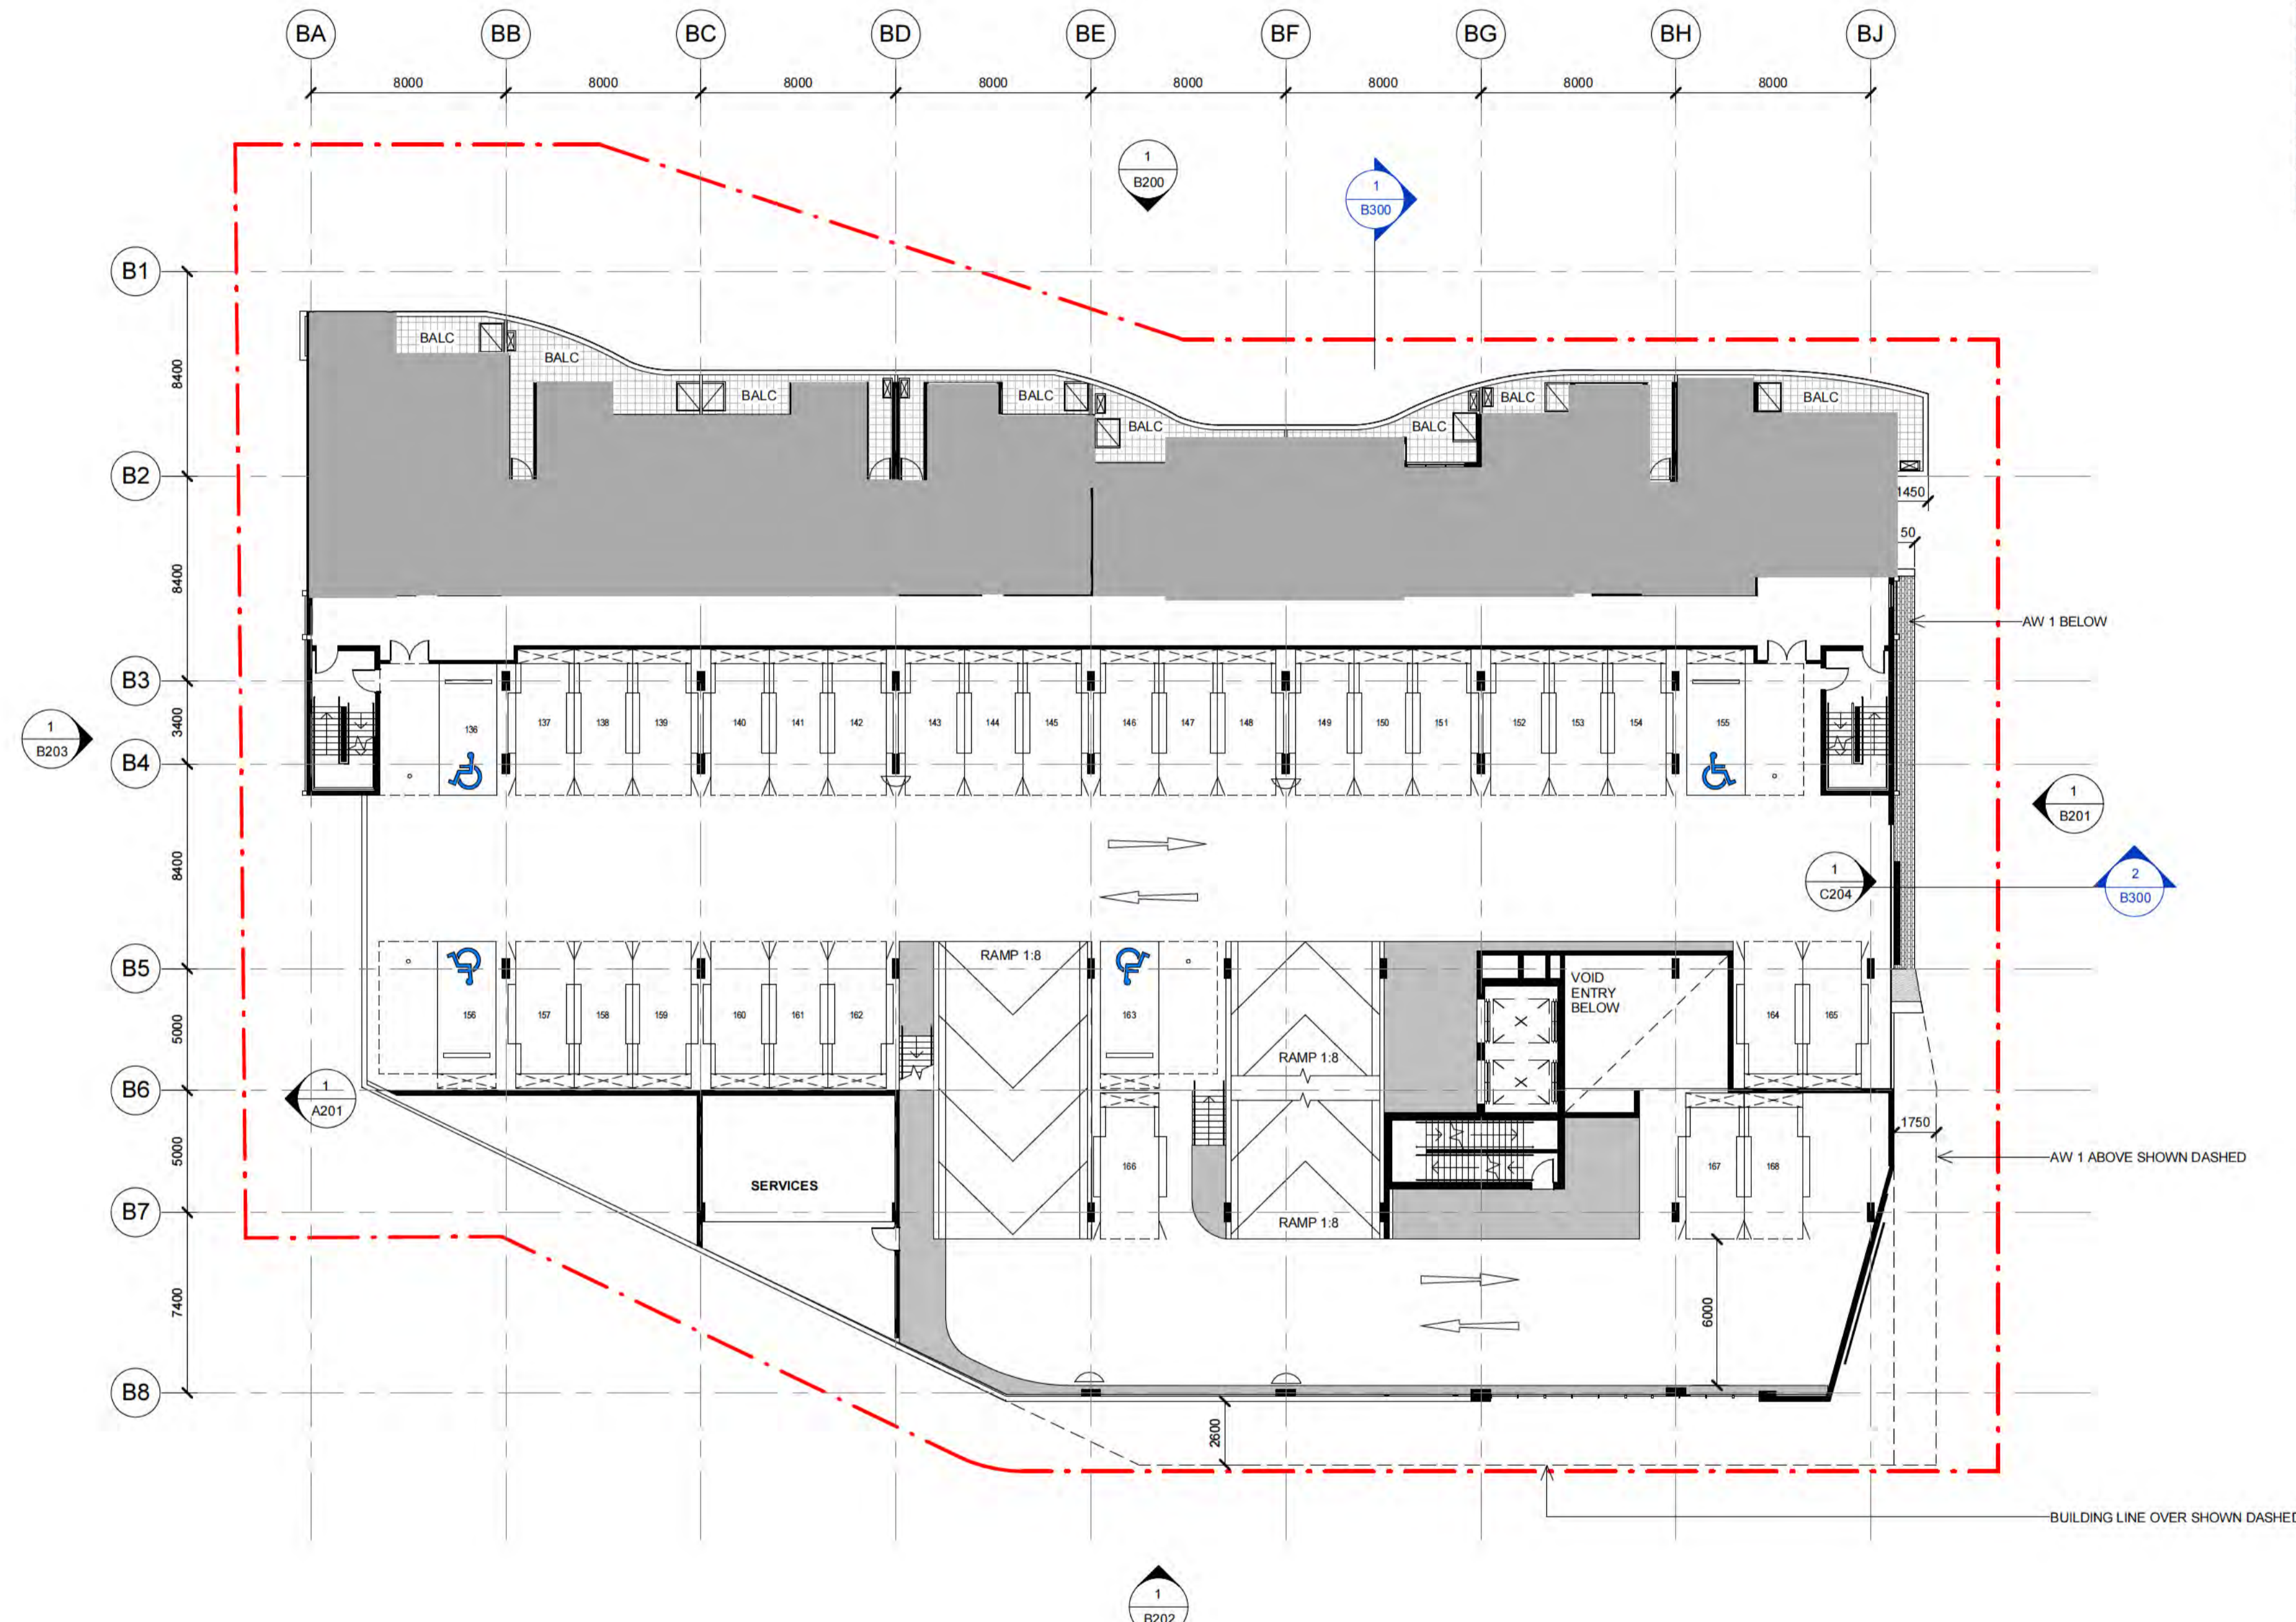 BA
BB
BC
BD
BE
BF
BG
BH
BJ
8000
8000
8000
8000
8000
8000
8000
8000
1
B200
1
B300
B1
B2
B3
B4
B5
B6
B7
B8
8400
8400
3400
8400
5000
5000
7400
BALC
BALC
BALC
BALC
BALC
BALC
BALC
BALC
1450
50
AW 1 BELOW
1
B203
136
137
138
139
140
141
142
143
144
145
146
147
148
149
150
151
152
153
154
155
1
B201
1
C204
2
B300
RAMP 1:8
VOID
ENTRY
BELOW
156
157
158
159
160
161
162
163
164
165
RAMP 1:8
1
A201
1750
AW 1 ABOVE SHOWN DASHED
SERVICES
166
167
168
RAMP 1:8
6000
2600
BUILDING LINE OVER SHOWN DASHED
1
B202